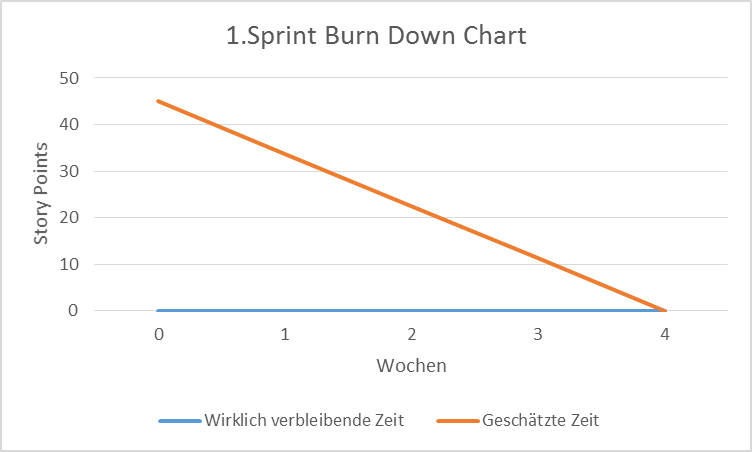 1.Sprint Burn Down Chart
50
40
30
20
10
0
Story Points
0 1 2 3 4
Wochen
Wirklich verbleibende Zeit Geschätzte Zeit